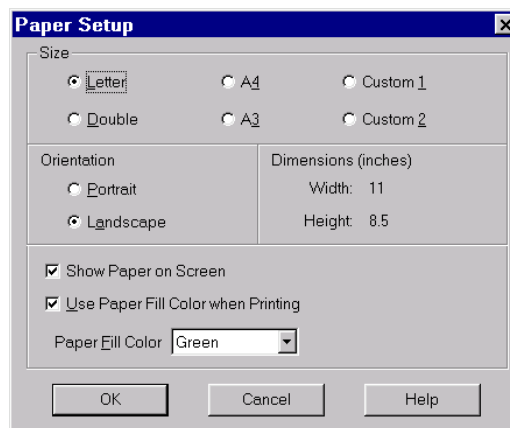 Paper Setup
Size
Letter A4 Custom 1
Double A3 Custom 2
Orientation Dimensions (inches)
Portrait Width: 11
Landscape Height: 8.5
Show Paper on Screen
Use Paper Fill Color when Printing
Paper Fill Color Green
OK Cancel Help